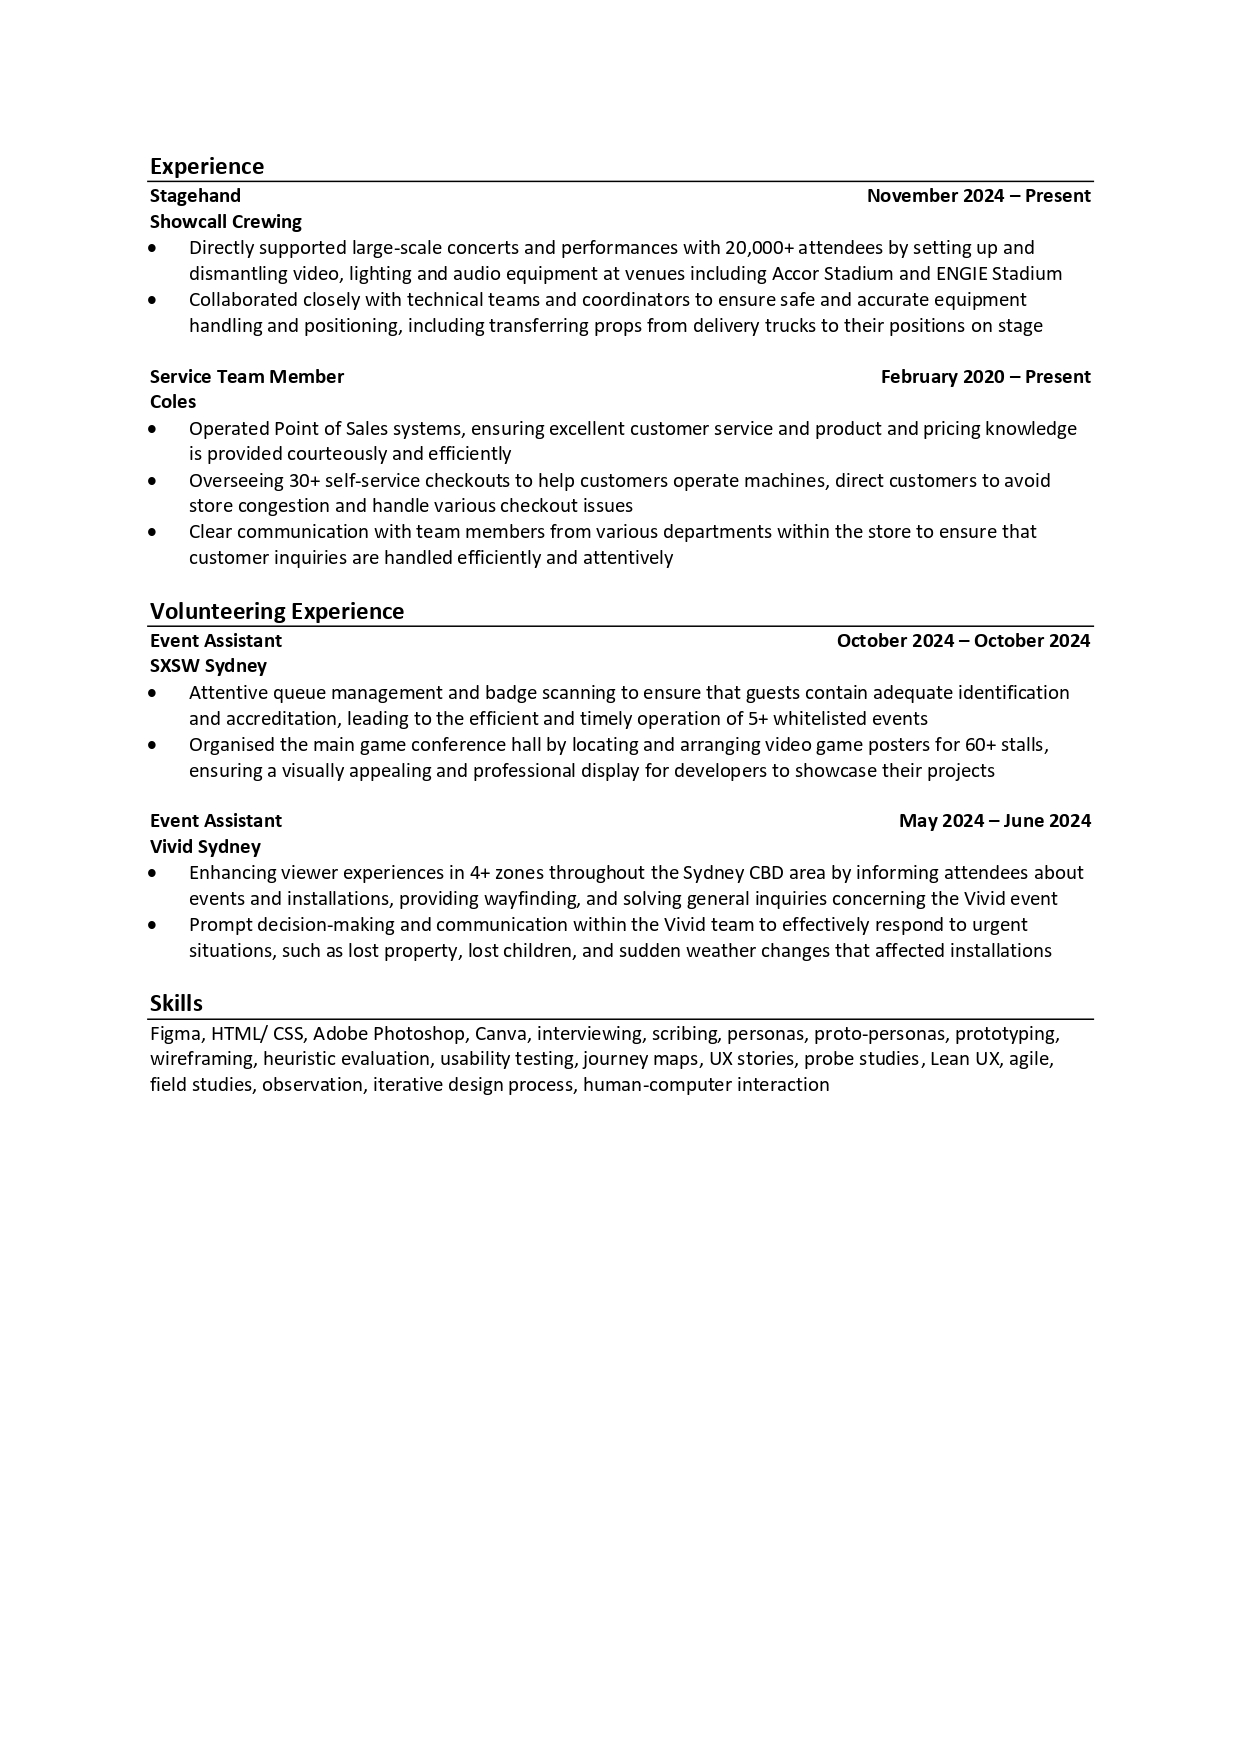 Experience
Stagehand November 2024 – Present
Showcall Crewing
• Directly supported large-scale concerts and performances with 20,000+ attendees by setting up and
dismantling video, lighting and audio equipment at venues including Accor Stadium and ENGIE Stadium
• Collaborated closely with technical teams and coordinators to ensure safe and accurate equipment
handling and positioning, including transferring props from delivery trucks to their positions on stage
Service Team Member February 2020 – Present
Coles
• Operated Point of Sales systems, ensuring excellent customer service and product and pricing knowledge
is provided courteously and efficiently
• Overseeing 30+ self-service checkouts to help customers operate machines, direct customers to avoid
store congestion and handle various checkout issues
• Clear communication with team members from various departments within the store to ensure that
customer inquiries are handled efficiently and attentively
Volunteering Experience
Event Assistant October 2024 – October 2024
SXSW Sydney
• Attentive queue management and badge scanning to ensure that guests contain adequate identification
and accreditation, leading to the efficient and timely operation of 5+ whitelisted events
• Organised the main game conference hall by locating and arranging video game posters for 60+ stalls,
ensuring a visually appealing and professional display for developers to showcase their projects
Event Assistant May 2024 – June 2024
Vivid Sydney
• Enhancing viewer experiences in 4+ zones throughout the Sydney CBD area by informing attendees about
events and installations, providing wayfinding, and solving general inquiries concerning the Vivid event
• Prompt decision-making and communication within the Vivid team to effectively respond to urgent
situations, such as lost property, lost children, and sudden weather changes that affected installations
Skills
Figma, HTML/ CSS, Adobe Photoshop, Canva, interviewing, scribing, personas, proto-personas, prototyping,
wireframing, heuristic evaluation, usability testing, journey maps, UX stories, probe studies, Lean UX, agile,
field studies, observation, iterative design process, human-computer interaction